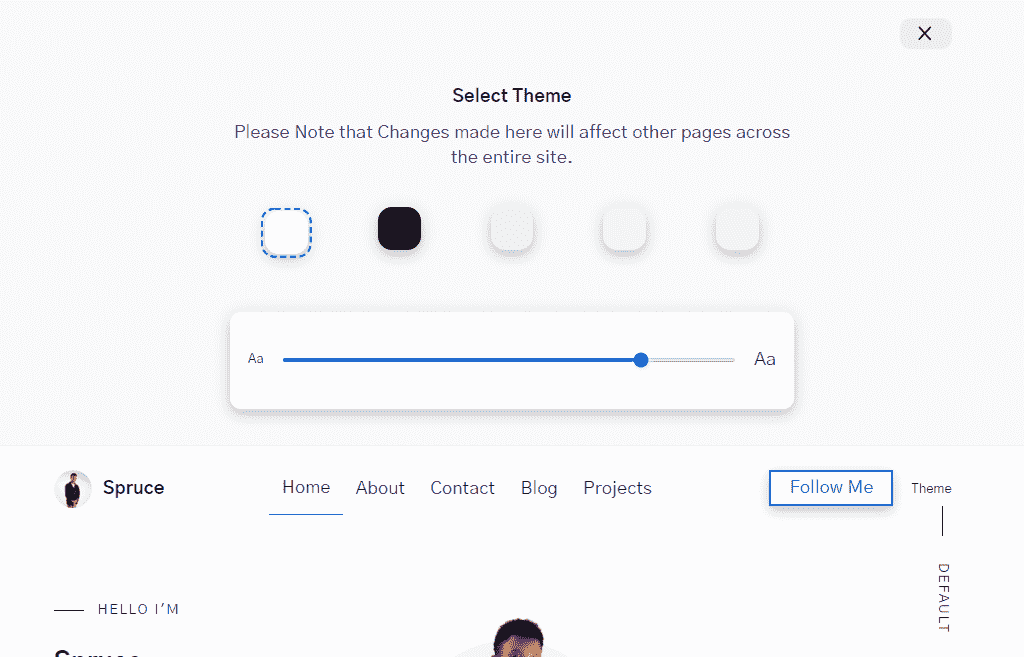 Select Theme
Please Note that Changes made here will affect other pages across
the entire site.
Aa Aa
Spruce Home About Contact Blog Projects Follow Me Theme
DEFAULT
HELLO I'M
Spruce